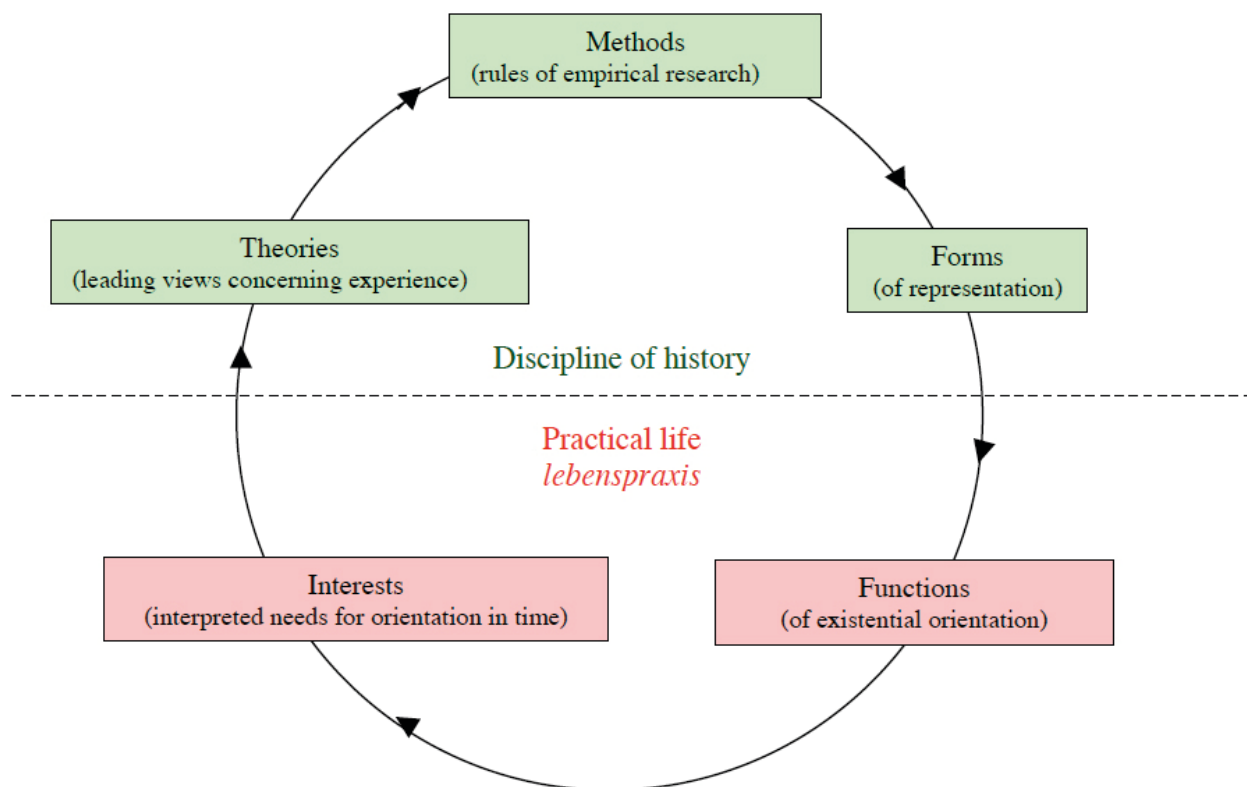 Methods
(rules of empirical research)
Theories
(leading views concerning experience)
Forms
(of representation)
Discipline of history
Practical life
lebenspraxis
Interests
(interpreted needs for orientation in time)
Functions
(of existential orientation)